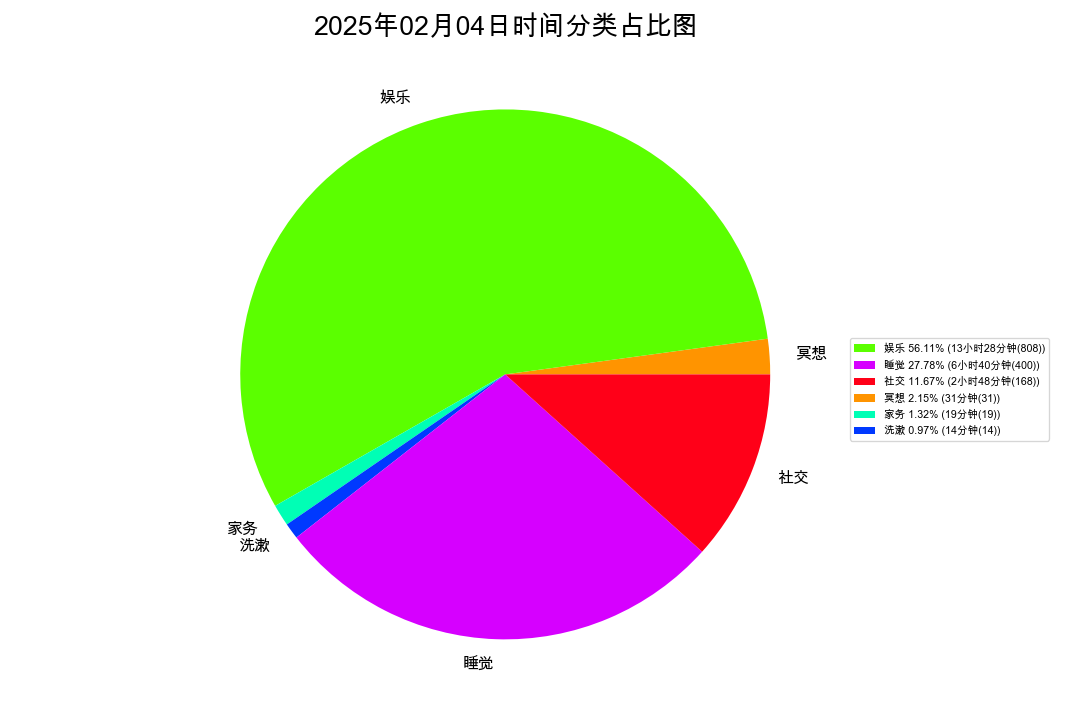 2025年02月04日时间分类占比图
娱乐
冥想
娱乐 56.11% (13小时28分钟(808))
睡觉 27.78% (6小时40分钟(400))
社交 11.67% (2小时48分钟(168))
冥想 2.15% (31分钟(31))
家务 1.32% (19分钟(19))
洗漱 0.97% (14分钟(14))
社交
家务
洗漱
睡觉